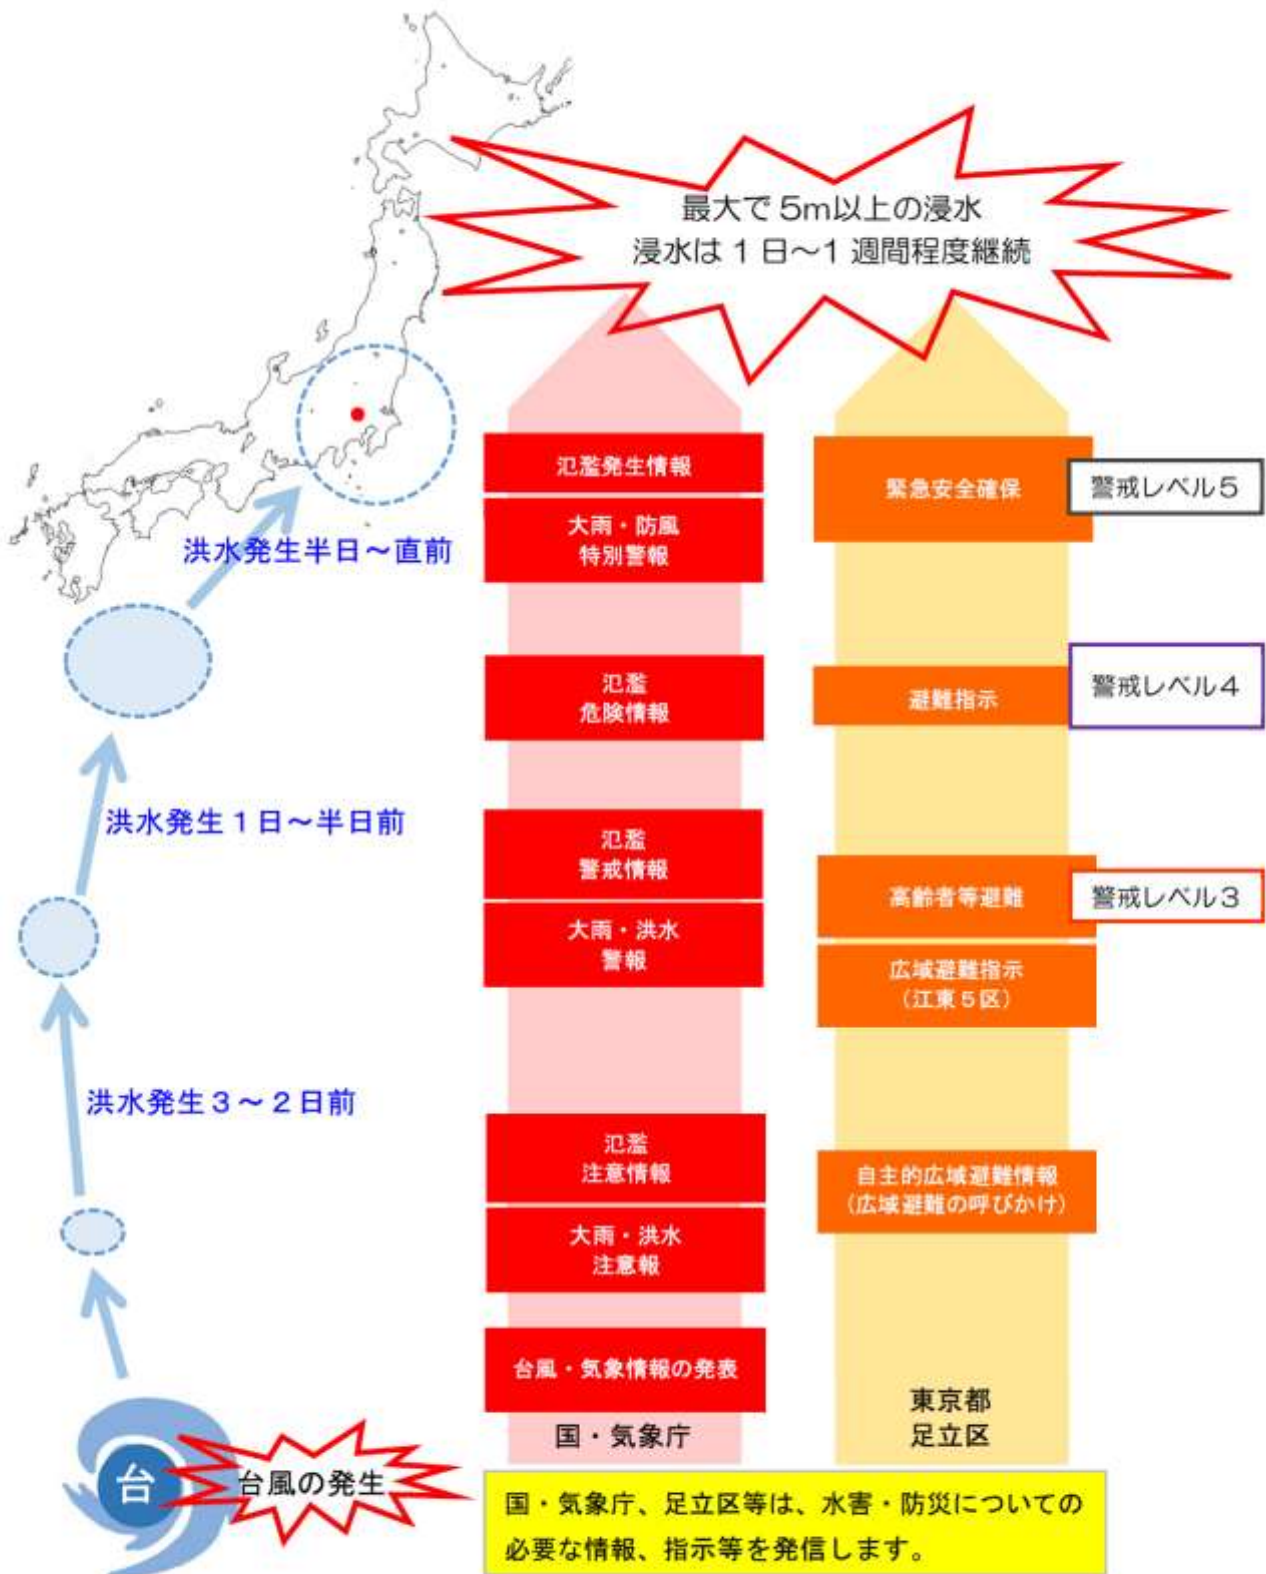 最大で5m以上の浸水
浸水は1日～1週間程度継続
氾濫発生情報
大雨・防風
特別警報
緊急安全確保
警戒レベル5
洪水発生半日～直前
氾濫
危険情報
避難指示
警戒レベル4
洪水発生１日～半日前
氾濫
警戒情報
大雨・洪水
警報
高齢者等避難
警戒レベル3
広域避難指示
（江東５区）
洪水発生３～２日前
氾濫
注意情報
大雨・洪水
注意報
自主的広域避難情報
（広域避難の呼びかけ）
台風・気象情報の発表
国・気象庁
東京都
足立区
台
台風の発生
国・気象庁、足立区等は、水害・防災についての
必要な情報、指示等を発信します。